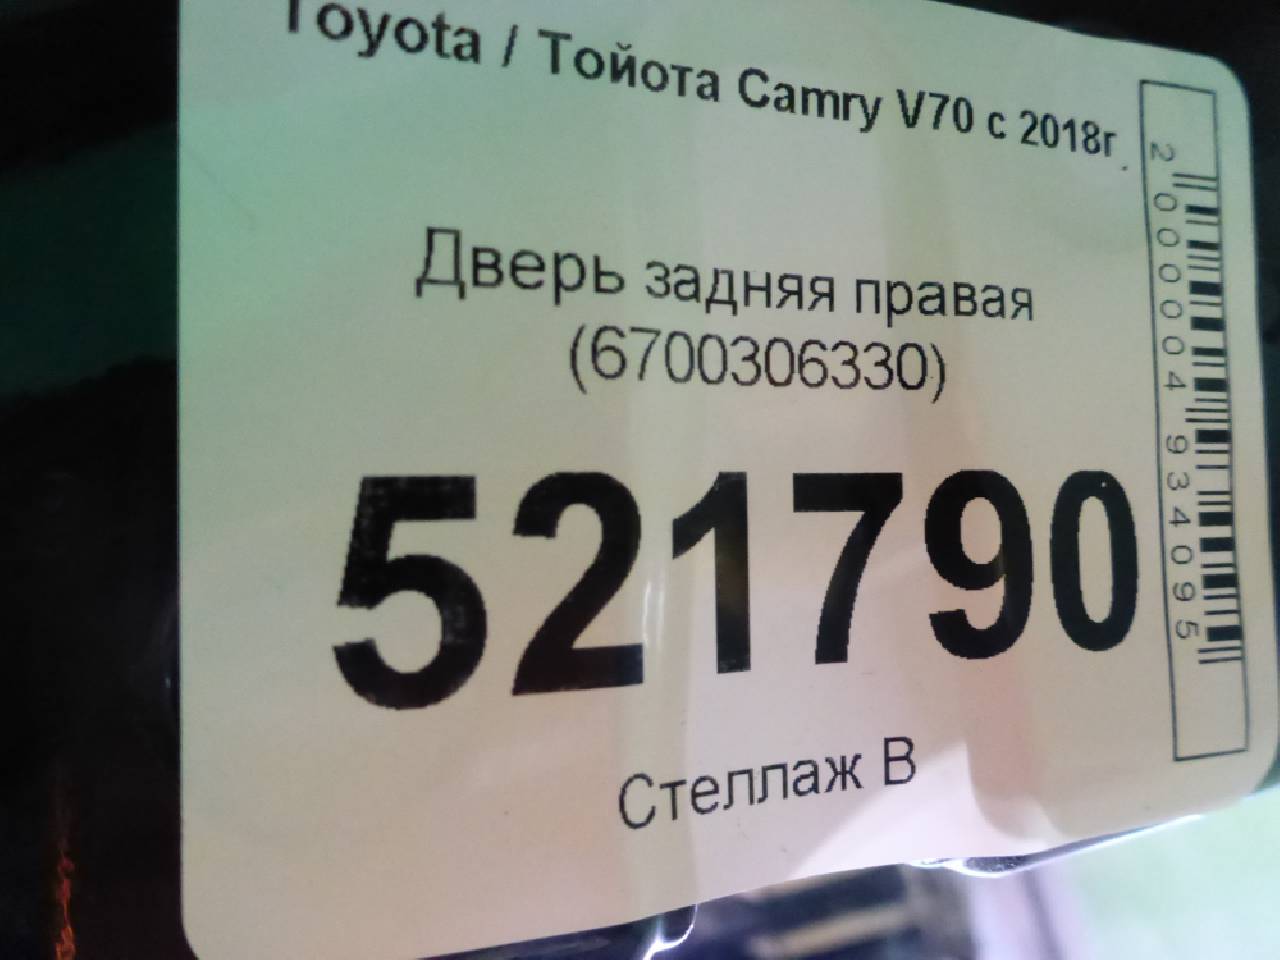 Toyota / Тойота Camry V70 с 2018г.
Дверь задняя правая
(6700306330)
521790
Стеллаж В
2000004934095